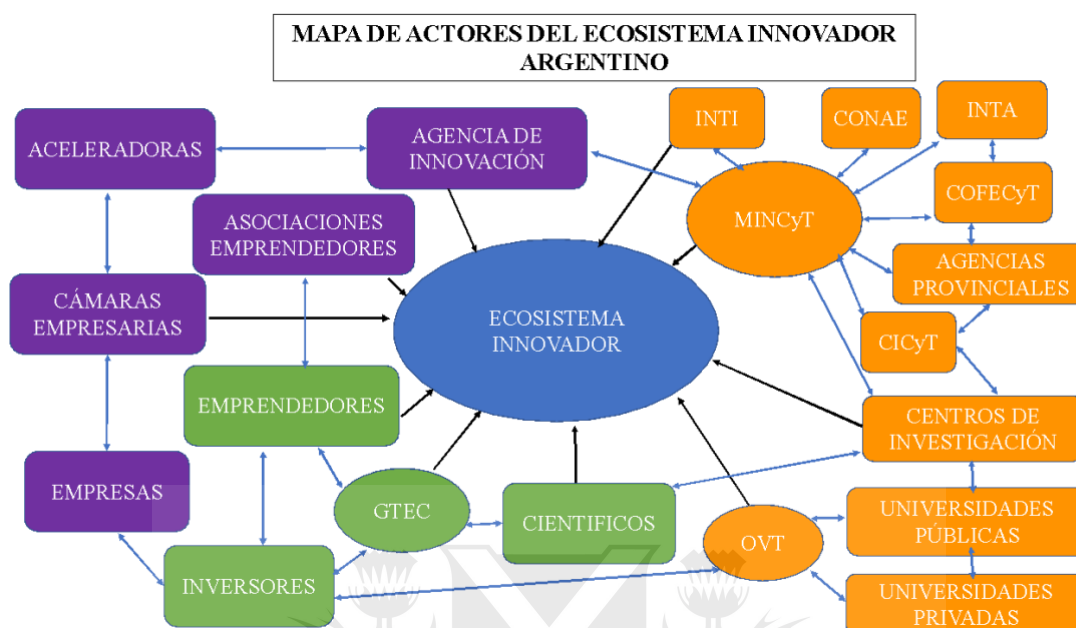 MAPA DE ACTORES DEL ECOSISTEMA INNOVADOR
ARGENTINO
ACELERADORAS
AGENCIA DE
INNOVACIÓN
INTI
CONAE
INTA
ASOCIACIONES
EMPRENDEDORES
MINCyT
COFECyT
AGENCIAS
PROVINCIALES
CÁMARAS
EMPRESARIAS
ECOSISTEMA
INNOVADOR
CICyT
EMPRENDEDORES
CENTROS DE
INVESTIGACIÓN
EMPRESAS
GTEC
CIENTIFICOS
OVT
UNIVERSIDADES
PÚBLICAS
INVERSORES
UNIVERSIDADES
PRIVADAS